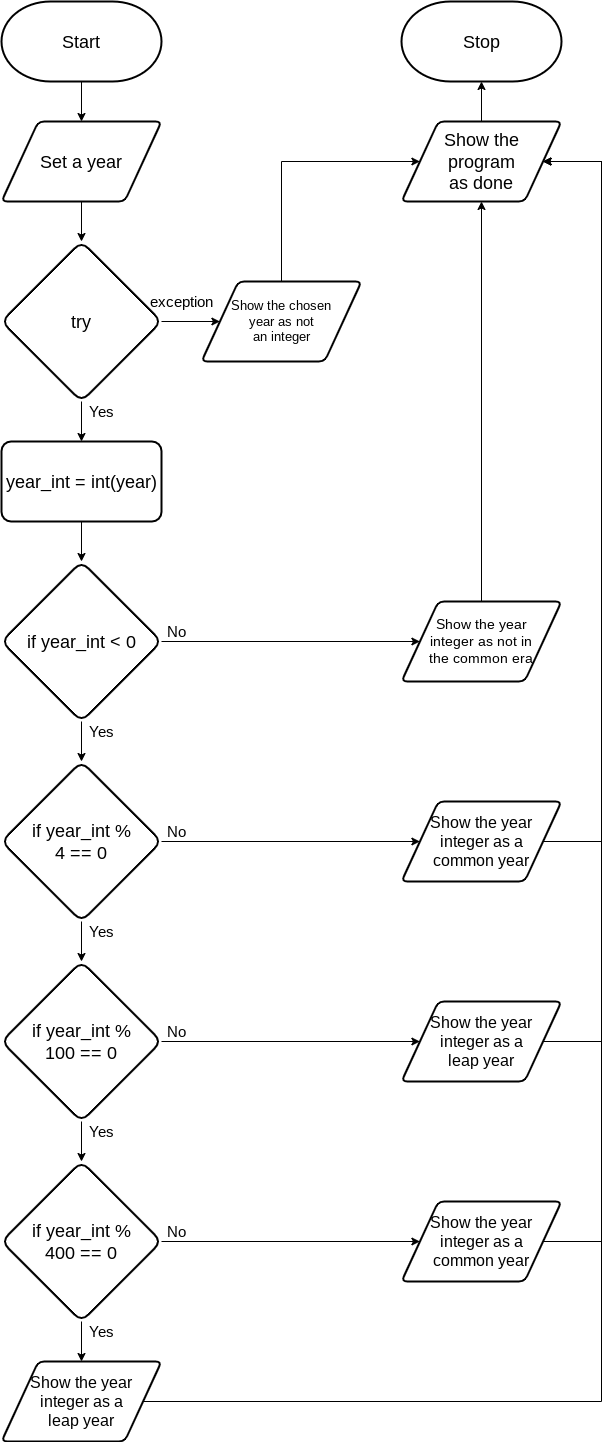 Start
Stop
Set a year
Show the
program
as done
try
exception
Show the chosen
year as not
an integer
Yes
year_int = int(year)
if year_int < 0
No
Show the year
integer as not in
the common era
Yes
if year_int %
4 == 0
No
Show the year
integer as a
common year
Yes
if year_int %
100 == 0
No
Show the year
integer as a
leap year
Yes
if year_int %
400 == 0
No
Show the year
integer as a
common year
Yes
Show the year
integer as a
leap year